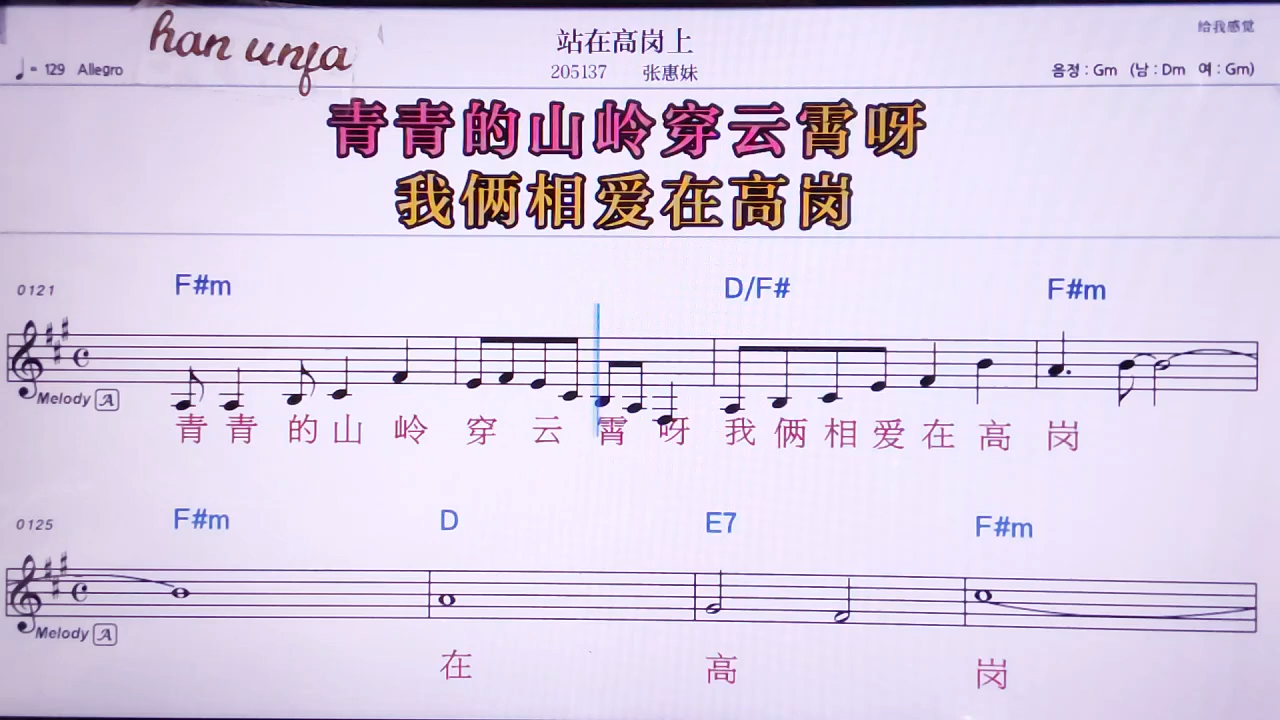 han unfa
站在高岗上
给我感觉
♩= 129 Allegro
205137 张惠妹
음정 : Gm (남 : Dm 여 : Gm)
青青的山岭穿云霄呀
我俩相爱在高岗
0121 F#m D/F# F#m
Melody A
青 青 的 山 岭 穿 云 霄 呀 我 俩 相 爱 在 高 岗
0125 F#m D E7 F#m
Melody A
在 高 岗